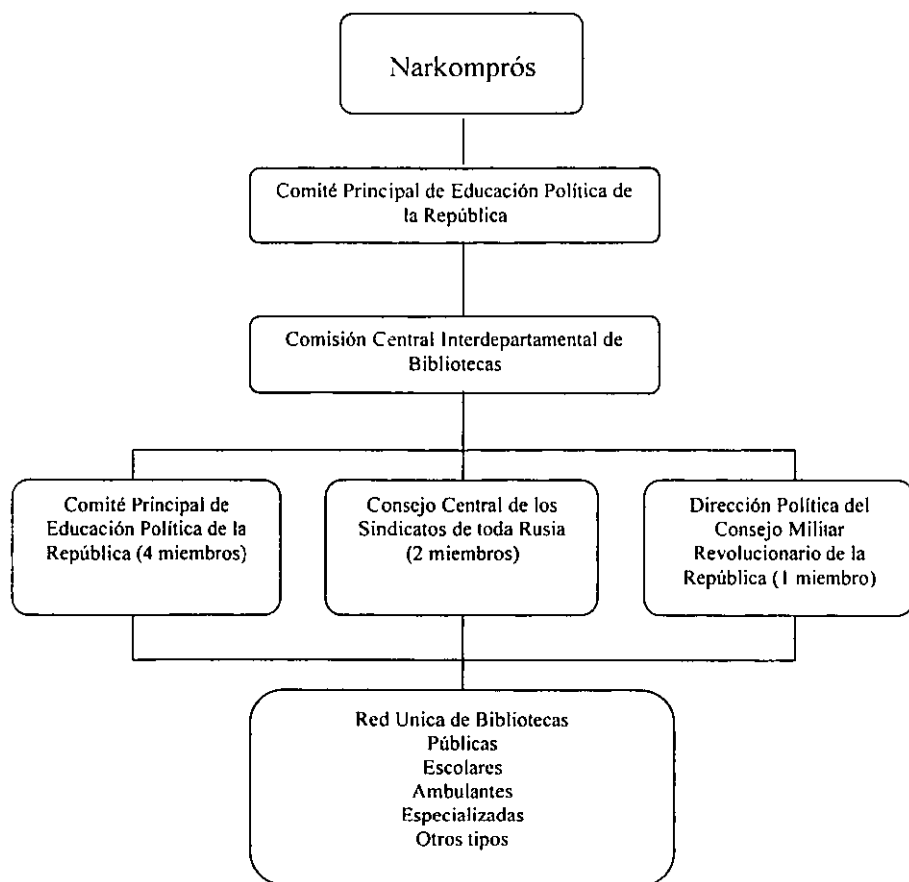 Narkomprós
Comité Principal de Educación Política de
la República
Comisión Central Interdepartamental de
Bibliotecas
Comité Principal de
Educación Política de la
República (4 miembros)
Consejo Central de los
Sindicatos de toda Rusia
(2 miembros)
Dirección Política del
Consejo Militar
Revolucionario de la
República (1 miembro)
Red Unica de Bibliotecas
Públicas
Escolares
Ambulantes
Especializadas
Otros tipos